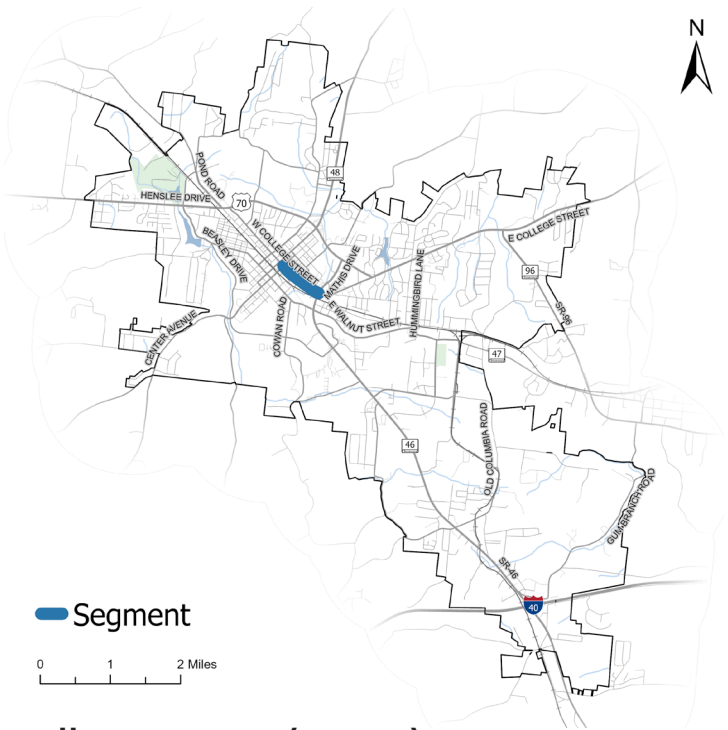 N
48
POND ROAD
HENSLEE DRIVE
70
W COLLEGE STREET
E COLLEGE STREET
BEASLEY DRIVE
MATHIS DRIVE
HUMMINGBIRD LANE
96
SR-96
E WALNUT STREET
COWAN ROAD
CENTER AVENUE
47
46
OLD COLUMBIA ROAD
GUM BRANCH ROAD
SR-46
40
Segment
0 1 2 Miles